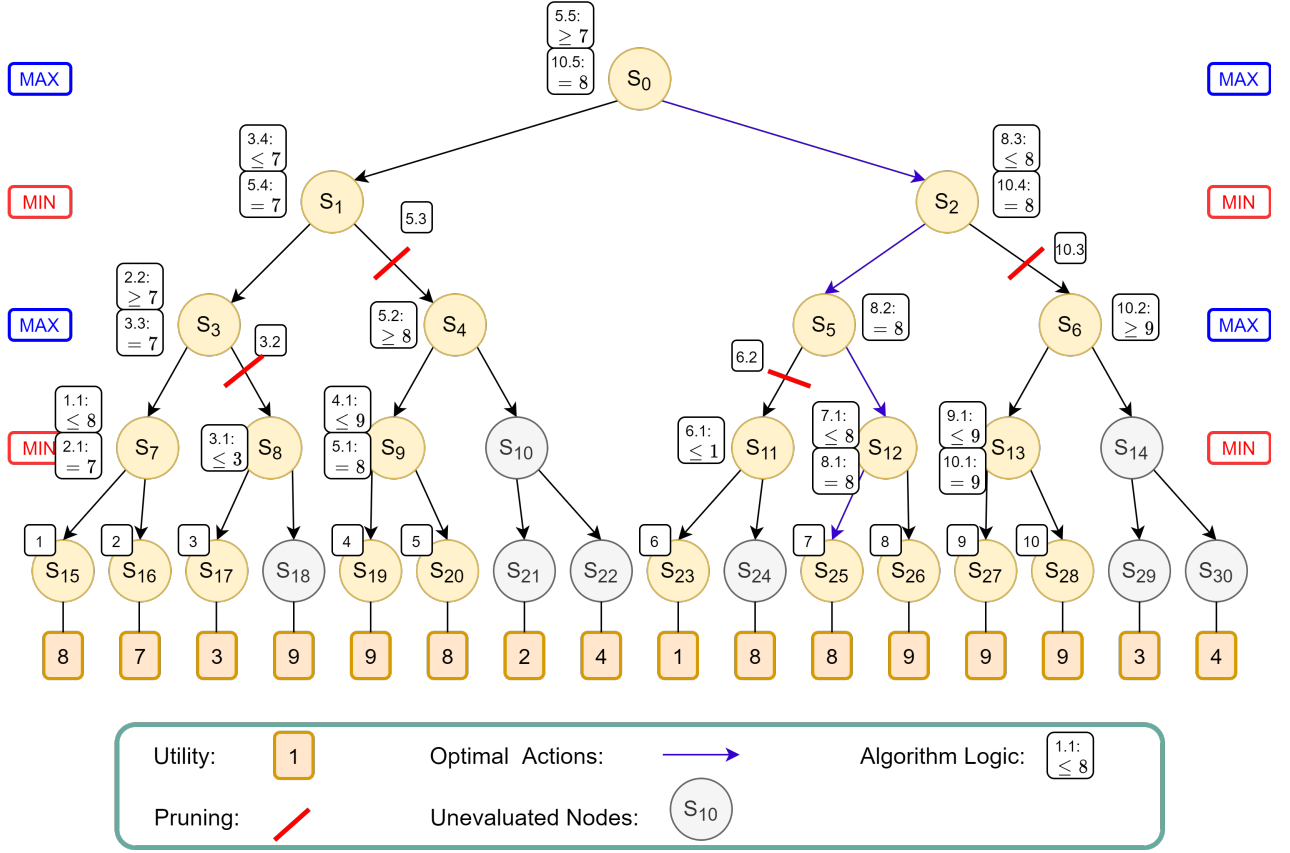 5.5:
≥ 7
10.5:
= 8
MAX
S0
MAX
3.4:
≤ 7
5.4:
= 7
8.3:
≤ 8
10.4:
= 8
MIN
S1
5.3
S2
10.3
MIN
2.2:
≥ 7
3.3:
= 7
MAX
S3
3.2
5.2:
≥ 8
S4
S5
8.2:
= 8
6.2
S6
10.2:
≥ 9
MAX
1.1:
≤ 8
2.1:
= 7
MIN
S7
3.1:
≤ 3
S8
4.1:
≤ 9
5.1:
= 8
S9
S10
6.1:
≤ 1
S11
7.1:
≤ 8
8.1:
= 8
S12
9.1:
≤ 9
10.1:
= 9
S13
S14
MIN
1 2 3 4 5 6 7 8 9 10
S15 S16 S17 S18 S19 S20 S21 S22 S23 S24 S25 S26 S27 S28 S29 S30
8 7 3 9 9 8 2 4 1 8 8 9 9 9 3 4
Utility: 1 Optimal Actions: Algorithm Logic: 1.1:
≤ 8
Pruning: Unevaluated Nodes: S10